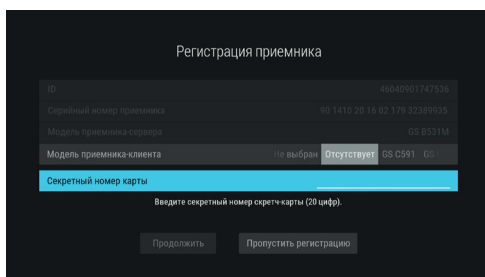 Регистрация приемника
ID 46040901747536
Серийный номер приемника 90 1410 20 16 02 179 32289935
Модель приемника-сервера GS B531M
Модель приемника-клиента Не выбран Отсутствует GS C591 GS
Секретный номер карты
Введите секретный номер скретч-карты (20 цифр).
Продолжить Пропустить регистрацию